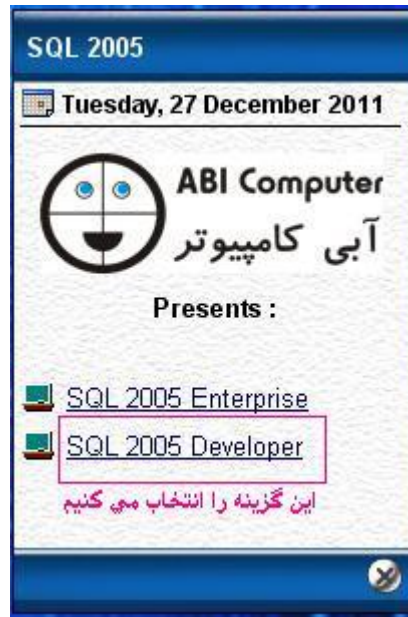 SQL 2005
Tuesday, 27 December 2011
ABI Computer
آبی کامپیوتر
Presents :
SQL 2005 Enterprise
SQL 2005 Developer
این گزینه را انتخاب می کنیم